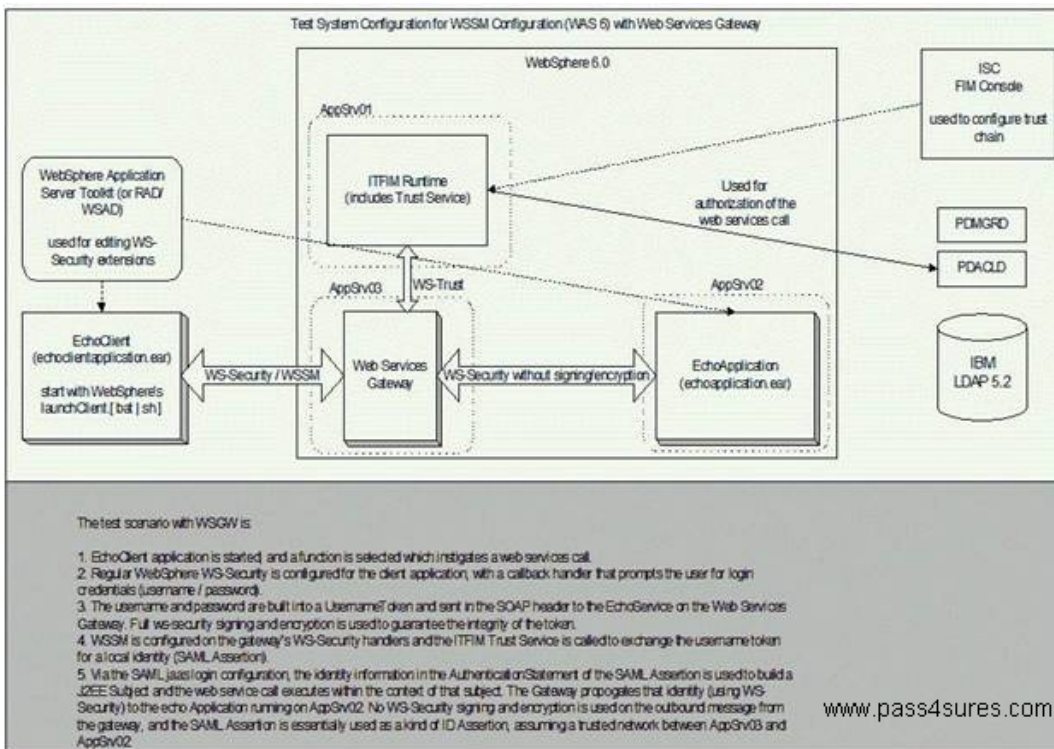 Test System Configuration for WSSM Configuration (WAS 6) with Web Services Gateway
WebSphere 6.0
ISC
FIM Console
used to configure trust
chain
AppSrv01
ITFIM Runtime
(includes Trust Service)
WebSphere Application
Server Toolkit (or RAD/
WSAD)
used for editing WS-
Security extensions
Used for
authorization of the
web services call
PDMGRD
PDACLD
WS-Trust
AppSrv03
AppSrv02
EchoClient
(echoclientapplication.ear)
start with WebSphere's
launchClient.[ bat | sh]
WS-Security / WSSM
Web Services
Gateway
WS-Security without signing/encryption
EchoApplication
(echoapplication.ear)
IBM
LDAP 5.2
The test scenario with WSGW is:
1. EchoClient application is started, and a function is selected which instigates a web services call.
2. Regular WebSphere WS-Security is configured for the client application, with a callback handler that prompts the user for login
credentials (username / password).
3. The username and password are built into a UsernameToken and sent in the SOAP header to the EchoService on the Web Services
Gateway. Full ws-security signing and encryption is used to guarantee the integrity of the token.
4. WSSM is configured on the gateway's WS-Security handlers and the ITFIM Trust Service is called to exchange the username token
for a local identity (SAML Assertion).
5. Via the SAML jaas login configuration, the identity information in the AuthenticationStatement of the SAML Assertion is used to build a
J2EE Subject and the web service call executes within the context of that subject. The Gateway propogates that identity (using WS-
Security) to the echo Application running on AppSrv02. No WS-Security signing and encryption is used on the outbound message from
the gateway, and the SAML Assertion is essentially used as a kind of ID Assertion, assuming a trusted network between AppSrv03 and
AppSrv02
www.pass4sures.com